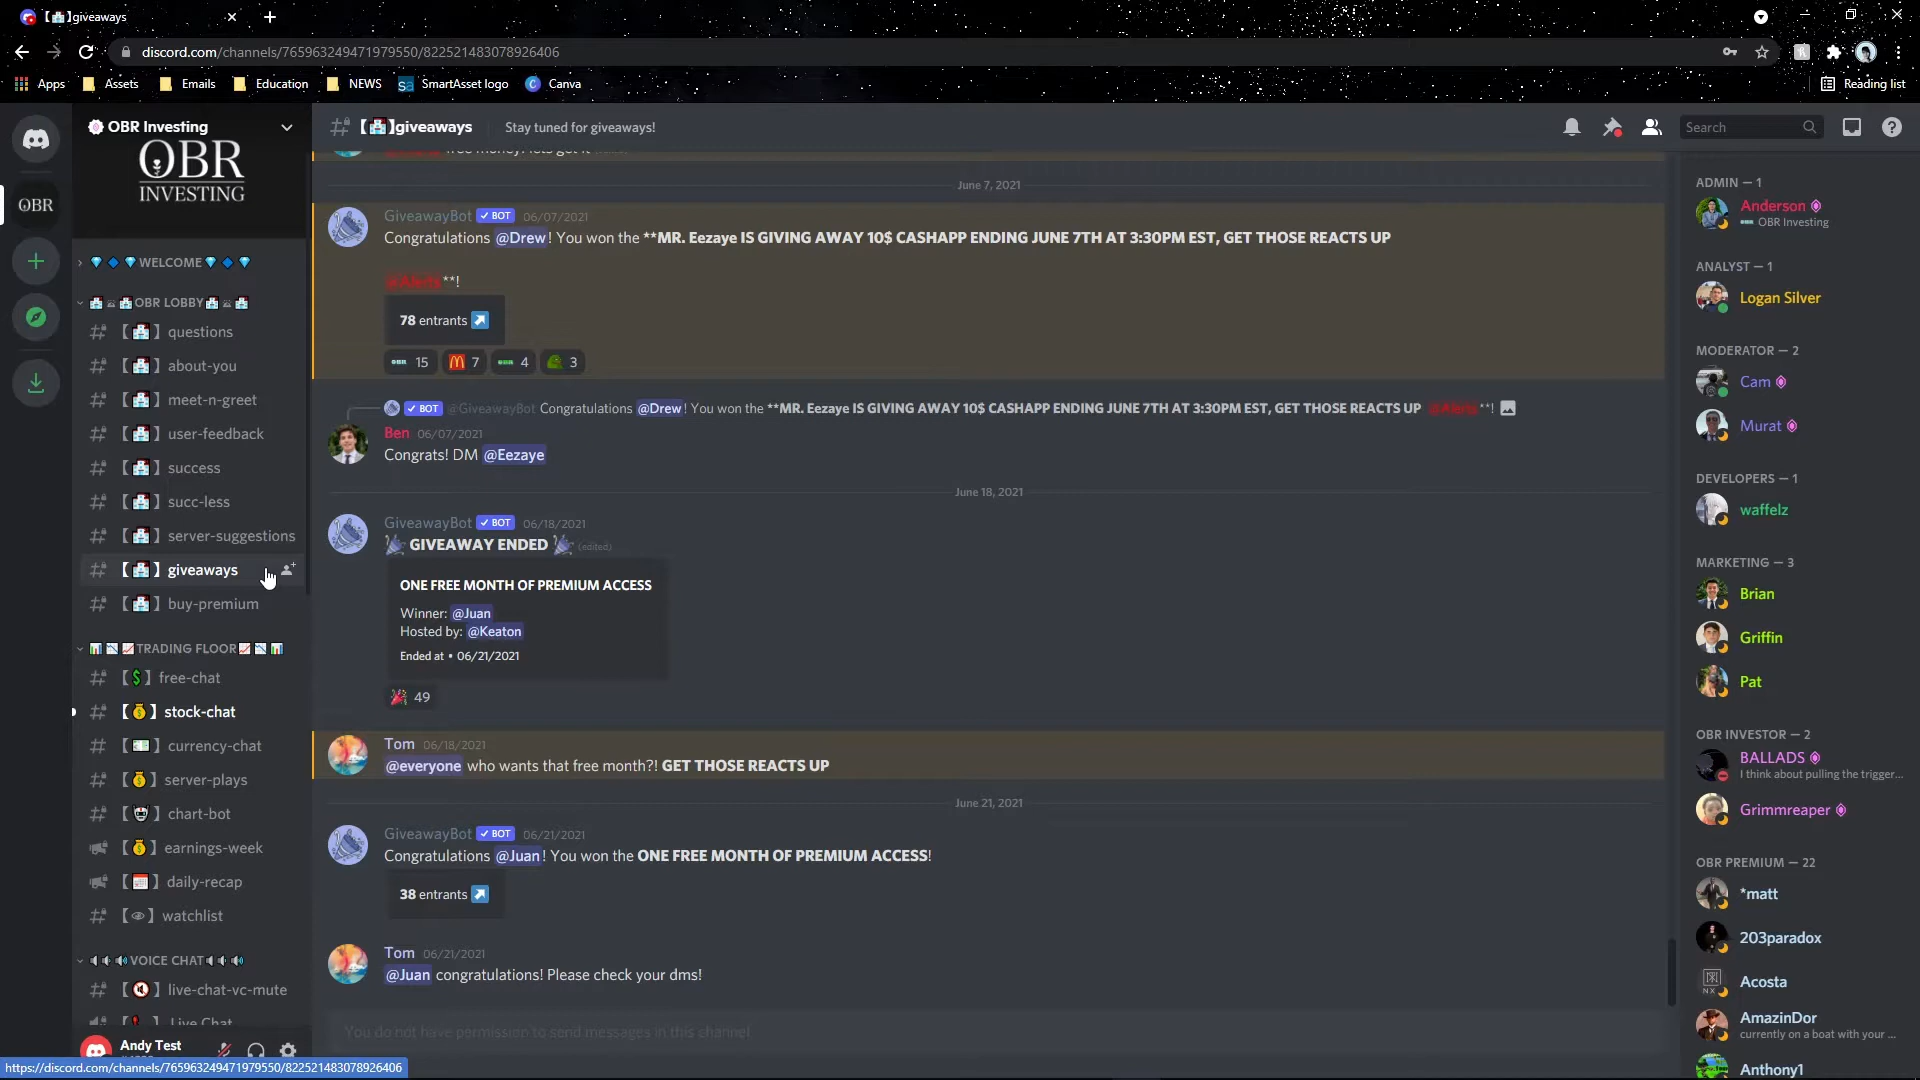 giveaways
discord.com/channels/765963249471979550/822521483078926406
Apps
Assets
Emails
Education
NEWS
SmartAsset logo
Canva
Reading list
OBR Investing
OBR
INVESTING
OBR
WELCOME
OBR LOBBY
questions
about-you
meet-n-greet
user-feedback
success
succ-less
server-suggestions
giveaways
buy-premium
TRADING FLOOR
free-chat
stock-chat
currency-chat
server-plays
chart-bot
earnings-week
daily-recap
watchlist
VOICE CHAT
live-chat-vc-mute
Live Chat
Andy Test
https://discord.com/channels/765963249471979550/822521483078926406
giveaways
Stay tuned for giveaways!
Search
June 7, 2021
GiveawayBot ✓ BOT 06/07/2021
Congratulations @Drew! You won the **MR. Eezaye IS GIVING AWAY 10$ CASHAPP ENDING JUNE 7TH AT 3:30PM EST, GET THOSE REACTS UP
@Alerts **!
78 entrants
15 7 4 3
✓ BOT @GiveawayBot Congratulations @Drew! You won the **MR. Eezaye IS GIVING AWAY 10$ CASHAPP ENDING JUNE 7TH AT 3:30PM EST, GET THOSE REACTS UP @Alerts **!
Ben 06/07/2021
Congrats! DM @Eezaye
June 18, 2021
GiveawayBot ✓ BOT 06/18/2021
GIVEAWAY ENDED (edited)
ONE FREE MONTH OF PREMIUM ACCESS
Winner: @Juan
Hosted by: @Keaton
Ended at • 06/21/2021
49
Tom 06/18/2021
@everyone who wants that free month?! GET THOSE REACTS UP
June 21, 2021
GiveawayBot ✓ BOT 06/21/2021
Congratulations @Juan! You won the ONE FREE MONTH OF PREMIUM ACCESS!
38 entrants
Tom 06/21/2021
@Juan congratulations! Please check your dms!
You do not have permission to send messages in this channel
ADMIN — 1
Anderson
OBR Investing
ANALYST — 1
Logan Silver
MODERATOR — 2
Cam
Murat
DEVELOPERS — 1
waffelz
MARKETING — 3
Brian
Griffin
Pat
OBR INVESTOR — 2
BALLADS
I think about pulling the trigger...
Grimmreaper
OBR PREMIUM — 22
*matt
203paradox
Acosta
AmazinDor
currently on a boat with your ...
Anthony1